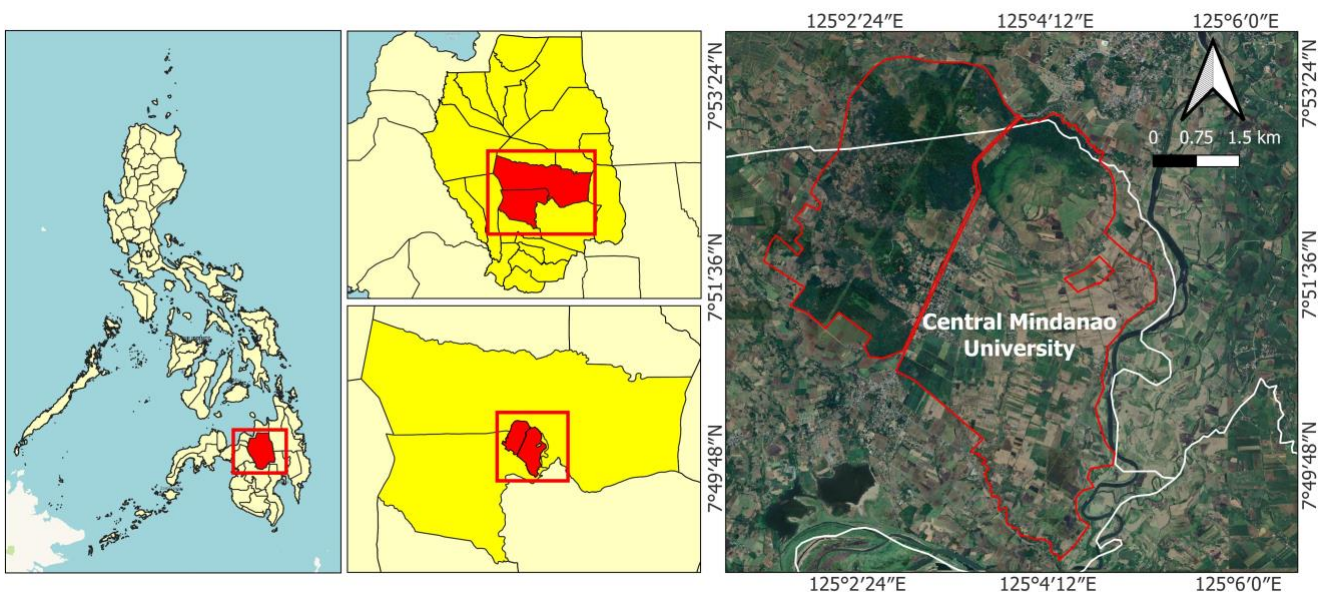 125°2′24″E 125°4′12″E 125°6′0″E
7°53′24″N 7°53′24″N
0 0.75 1.5 km
7°51′36″N 7°51′36″N
Central Mindanao
University
7°49′48″N 7°49′48″N
125°2′24″E 125°4′12″E 125°6′0″E